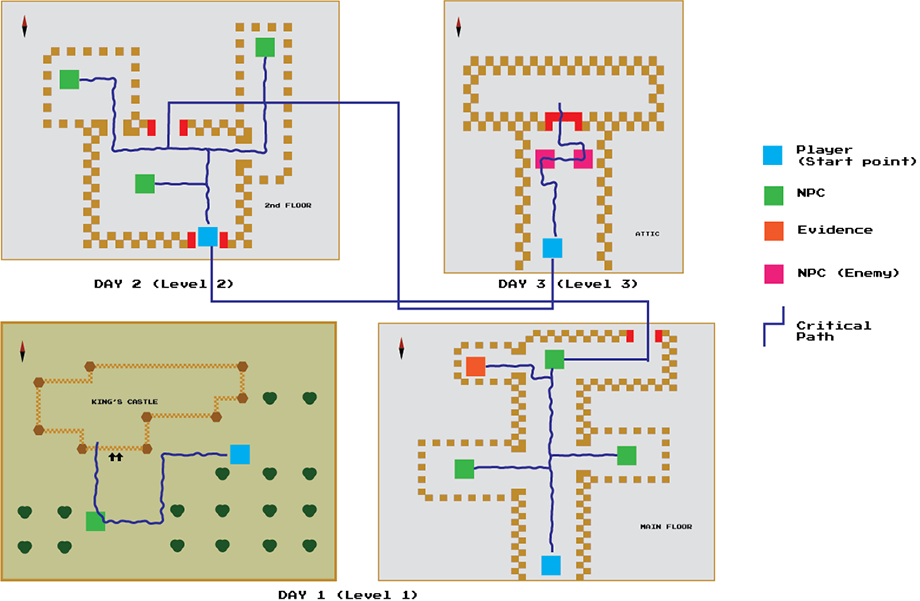 2nd FLOOR
DAY 2 (Level 2)
ATTIC
DAY 3 (Level 3)
Player
(Start point)
NPC
Evidence
NPC (Enemy)
Critical
Path
KING'S CASTLE
MAIN FLOOR
DAY 1 (Level 1)